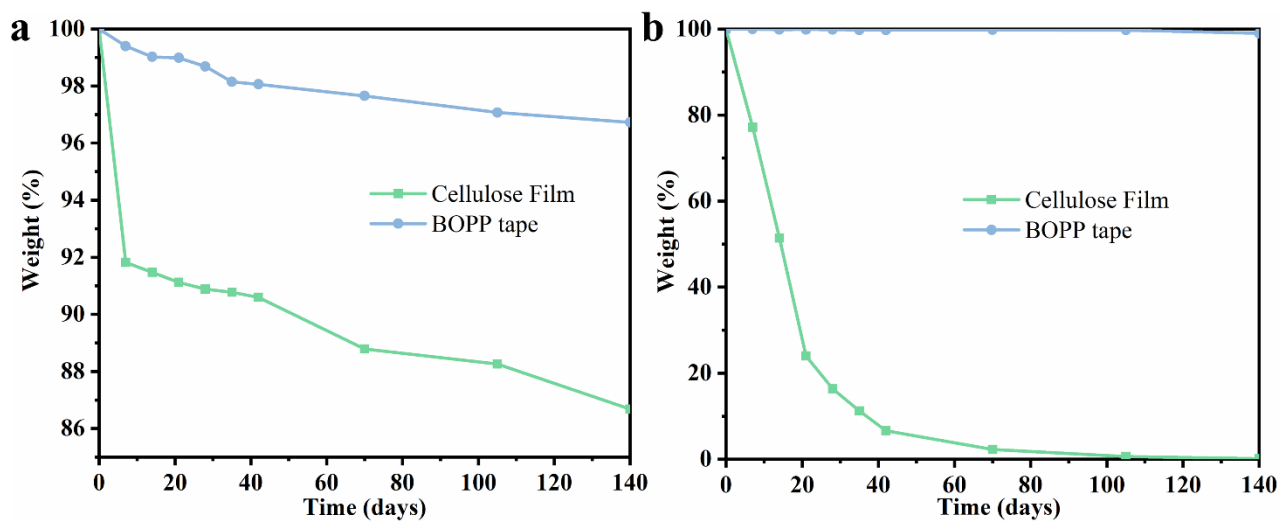 a
100
98
96
94
92
90
88
86
Weight (%)
Cellulose Film
BOPP tape
0 20 40 60 80 100 120 140
Time (days)
b
100
80
60
40
20
0
Weight (%)
Cellulose Film
BOPP tape
0 20 40 60 80 100 120 140
Time (days)